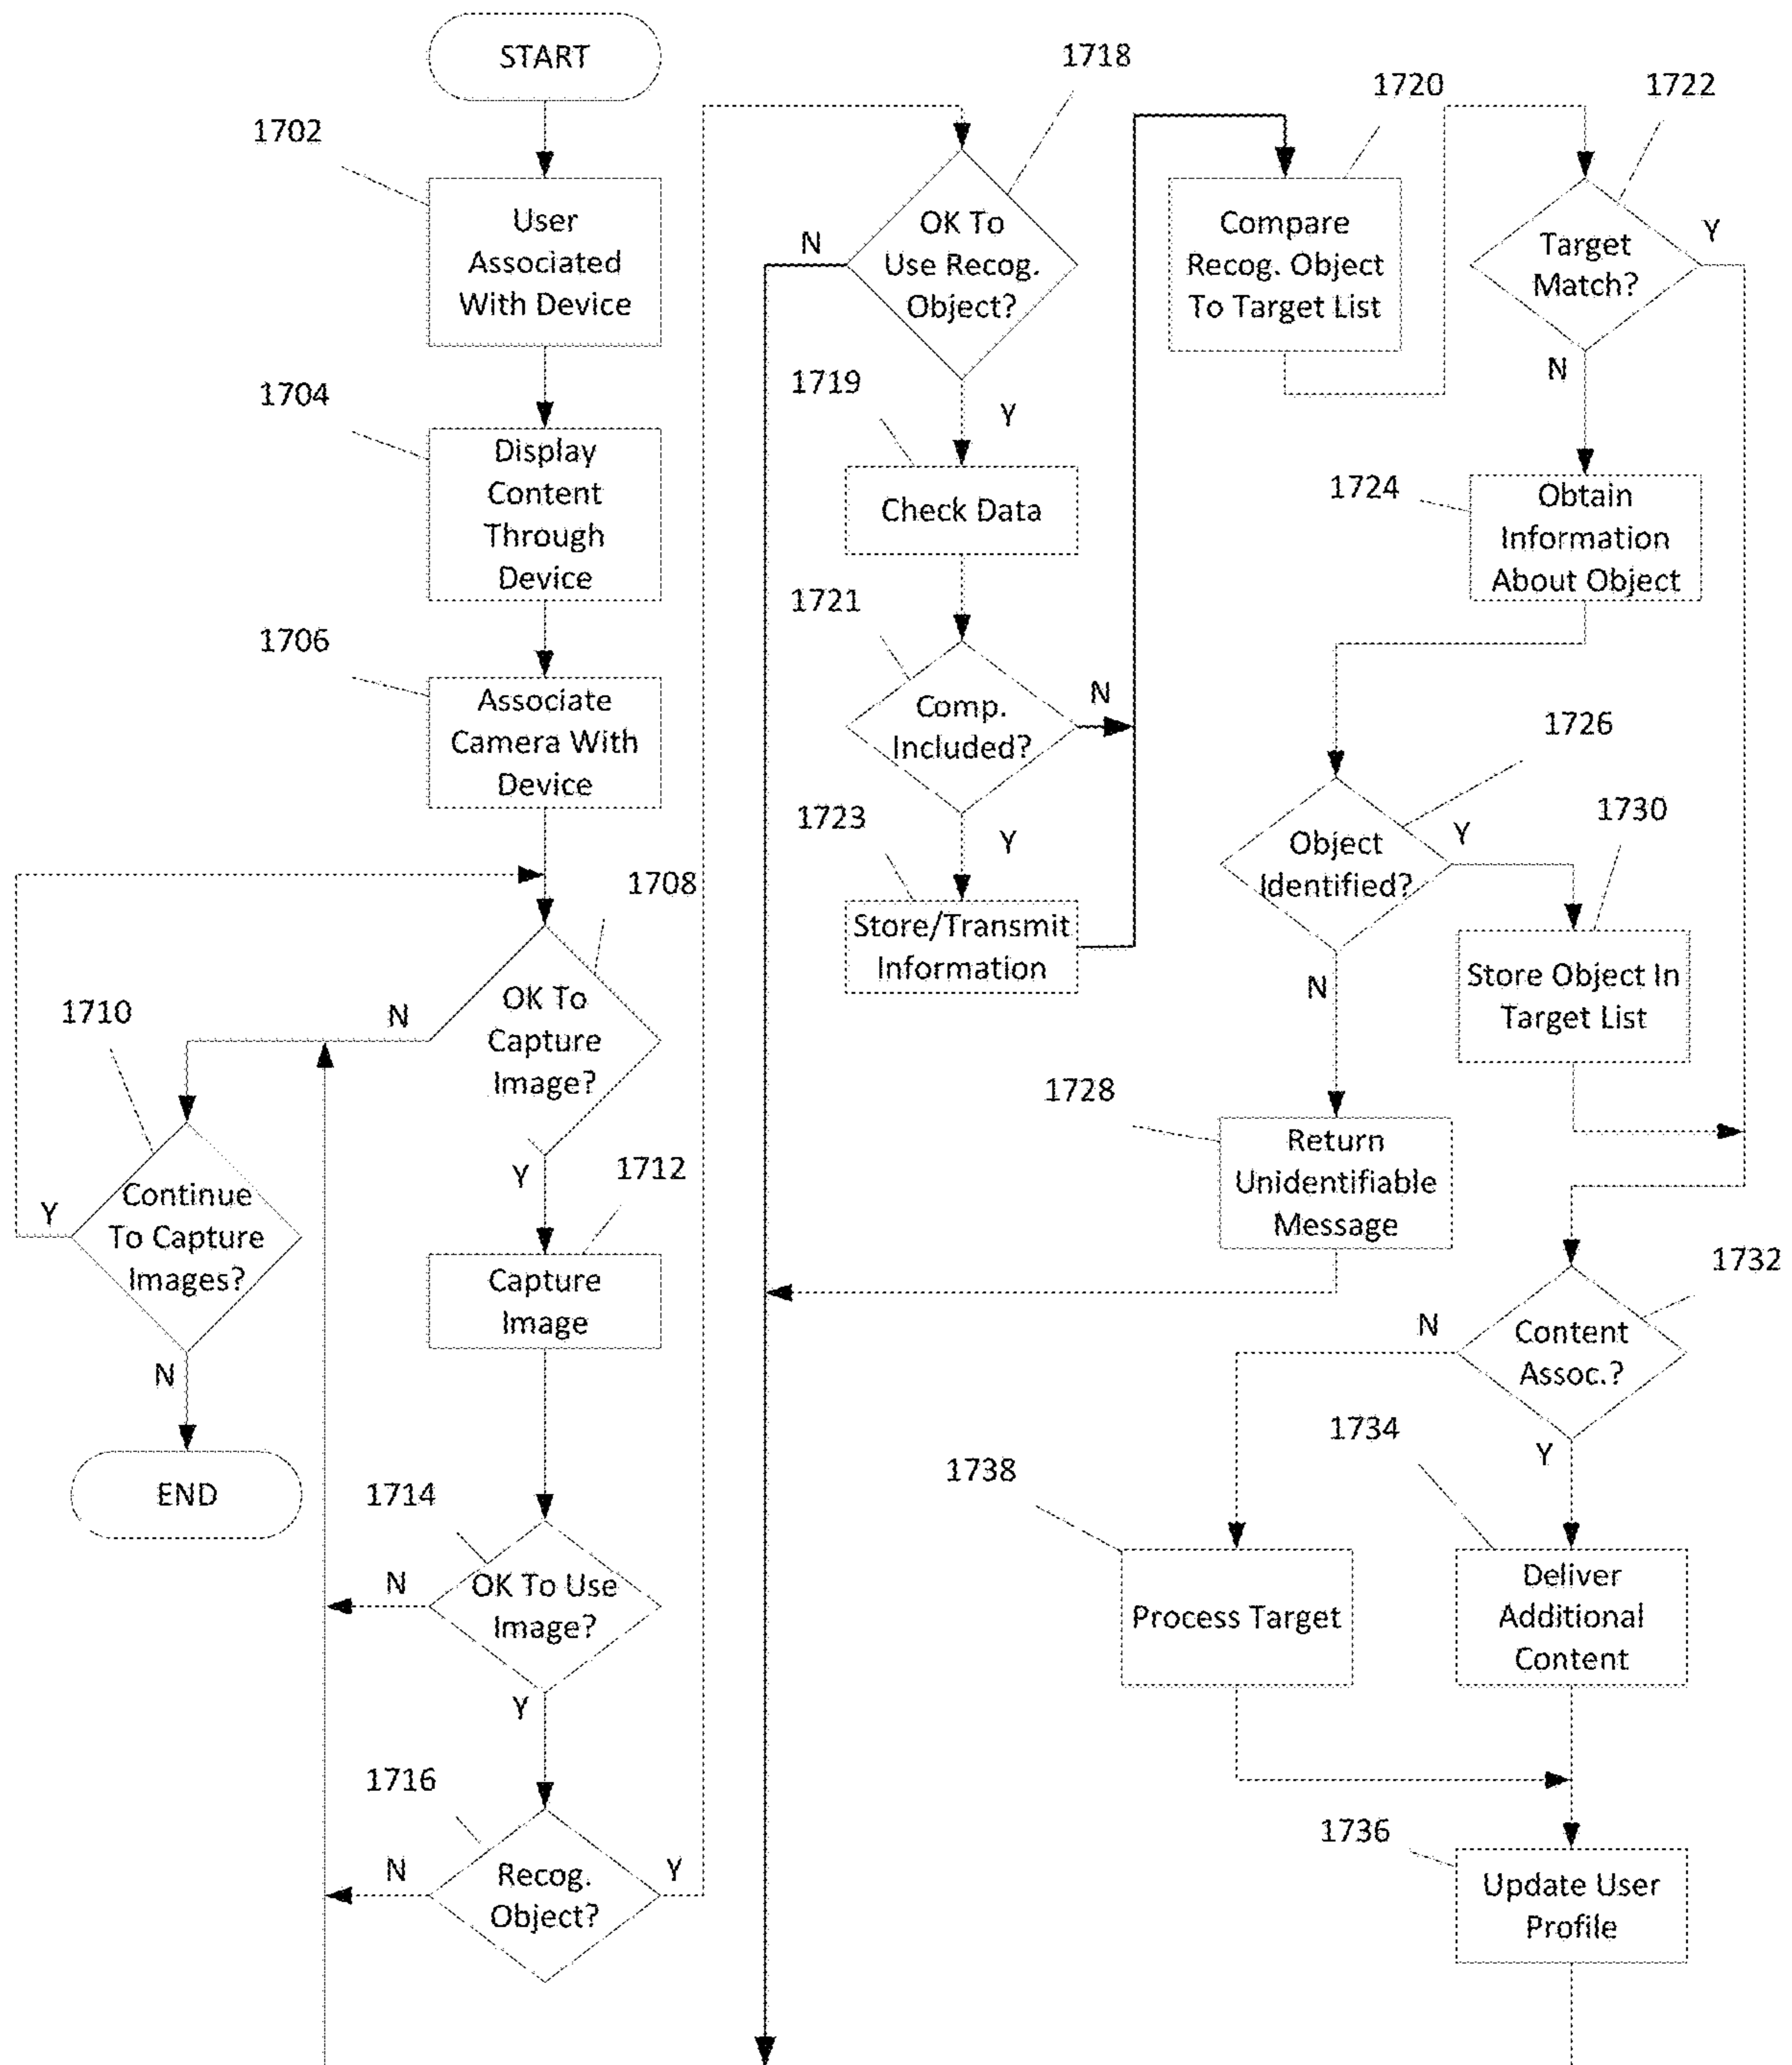 START
1702
User
Associated
With Device
1704
Display
Content
Through
Device
1706
Associate
Camera With
Device
1708
OK To
Capture
Image?
N
Y
1710
Continue
To Capture
Images?
Y
N
END
1712
Capture
Image
1714
OK To Use
Image?
N
Y
1716
Recog.
Object?
N
Y
1718
OK To
Use Recog.
Object?
N
Y
1719
Check Data
1721
Comp.
Included?
N
Y
1723
Store/Transmit
Information
1720
Compare
Recog. Object
To Target List
1722
Target
Match?
Y
N
1724
Obtain
Information
About Object
1726
Object
Identified?
Y
N
1730
Store Object In
Target List
1728
Return
Unidentifiable
Message
1732
Content
Assoc.?
N
Y
1738
Process Target
1734
Deliver
Additional
Content
1736
Update User
Profile